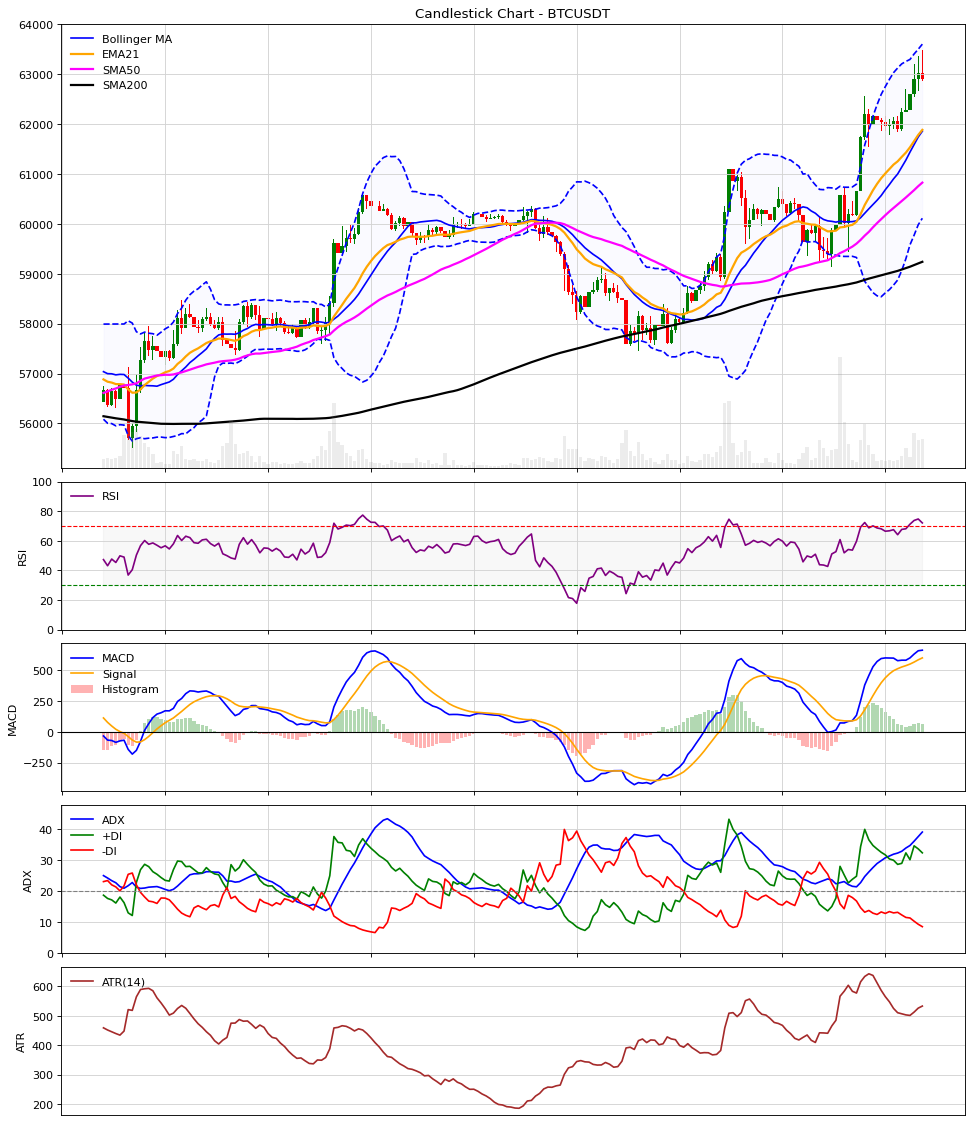 Candlestick Chart - BTCUSDT
64000
63000
62000
61000
60000
59000
58000
57000
56000
Bollinger MA
EMA21
SMA50
SMA200
100
80
60
40
20
0
RSI
RSI
500
250
0
−250
MACD
MACD
Signal
Histogram
40
30
20
10
0
ADX
ADX
+DI
-DI
600
500
400
300
200
ATR
ATR(14)